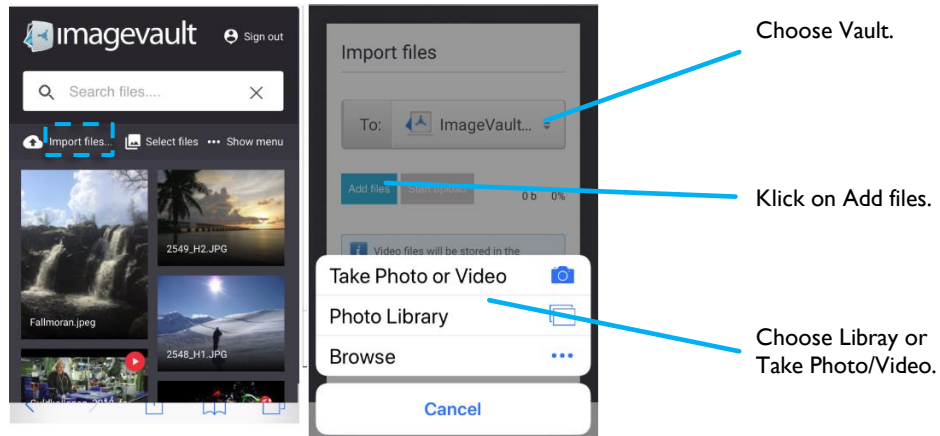 imagevault
Sign out
Search files....
Import files...
Select files
Show menu
2549_H2.JPG
Fallmoran.jpeg
2548_H1.JPG
Import files
To:
ImageVault...
Add files
Start upload
0 b 0%
Video files will be stored in the
Take Photo or Video
Photo Library
Browse
Cancel
Choose Vault.
Klick on Add files.
Choose Libray or
Take Photo/Video.